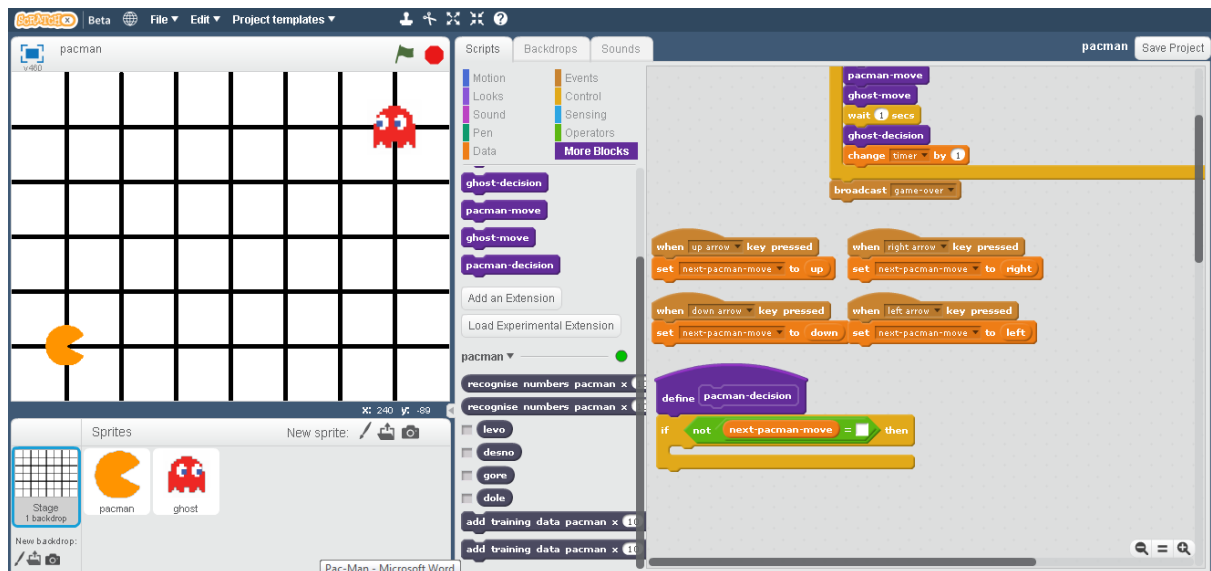 SCRATCHX Beta File ▼ Edit ▼ Project templates ▼
pacman
v460
Scripts Backdrops Sounds
pacman Save Project
Motion Events
Looks Control
Sound Sensing
Pen Operators
Data More Blocks
ghost-decision
pacman-move
ghost-move
pacman-decision
Add an Extension
Load Experimental Extension
pacman ▼
recognise numbers pacman x
recognise numbers pacman x
levo
desno
gore
dole
add training data pacman x 10
add training data pacman x 10
pacman-move
ghost-move
wait 1 secs
ghost-decision
change timer by 1
broadcast game-over
when up arrow key pressed
set next-pacman-move to up
when right arrow key pressed
set next-pacman-move to right
when down arrow key pressed
set next-pacman-move to down
when left arrow key pressed
set next-pacman-move to left
define pacman-decision
if not next-pacman-move = then
x: 240 y: -89
Sprites New sprite:
Stage
1 backdrop
pacman
ghost
New backdrop:
Pac-Man - Microsoft Word